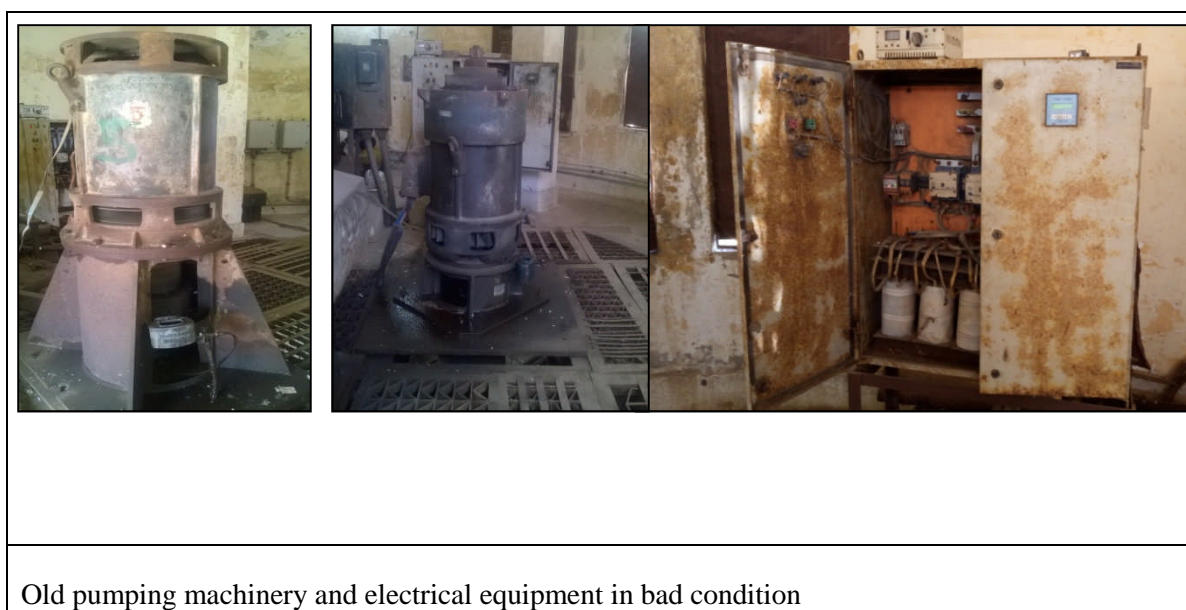 Old pumping machinery and electrical equipment in bad condition